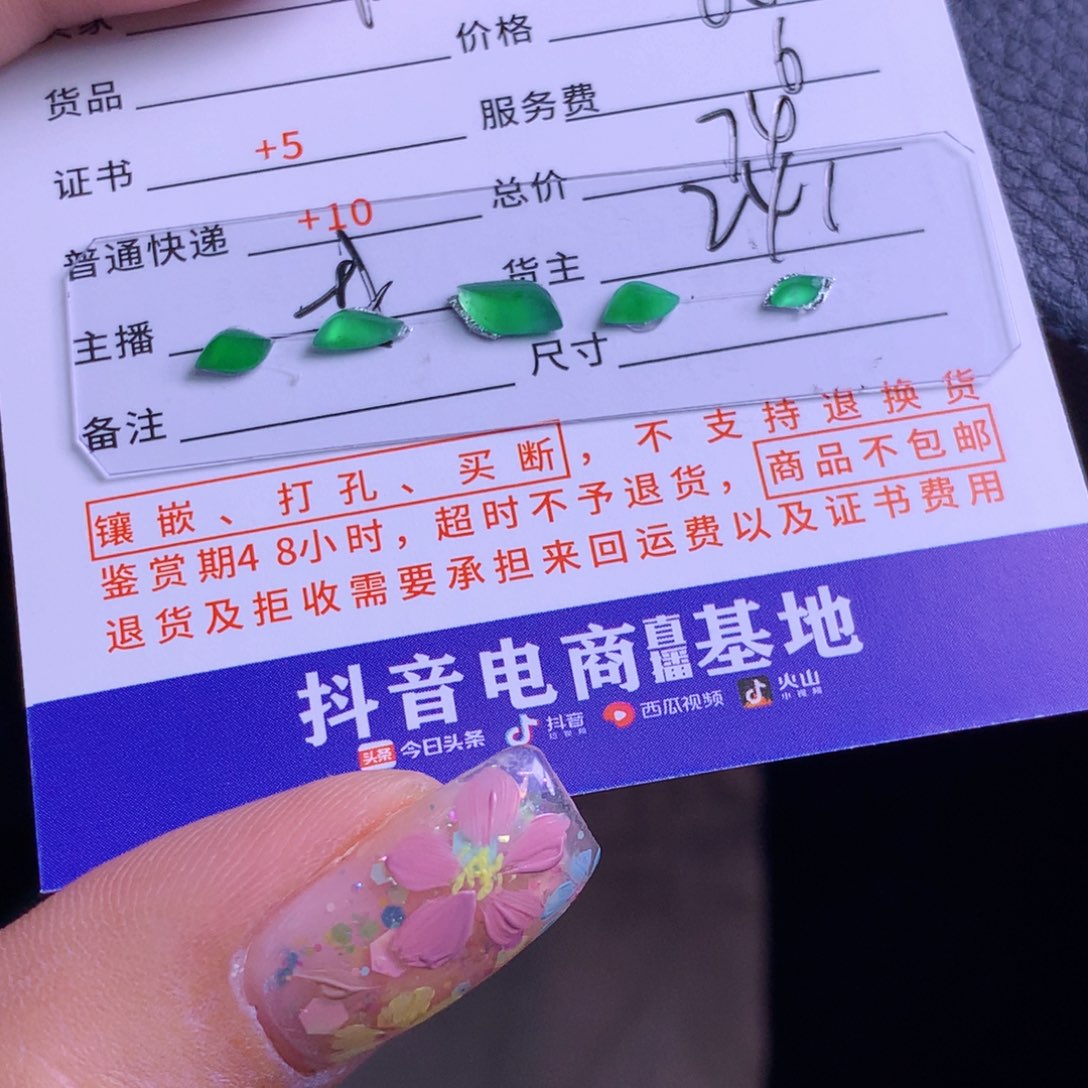 价格
货品
服务费 6
证书 +5
总价
普通快递 +10
货主 241
主播
尺寸
备注
镶嵌、打孔、买断，不支持退换货
鉴赏期48小时，超时不予退货，商品不包邮
退货及拒收需要承担来回运费以及证书费用
抖音电商直播基地
头条 今日头条 抖音 西瓜视频 火山